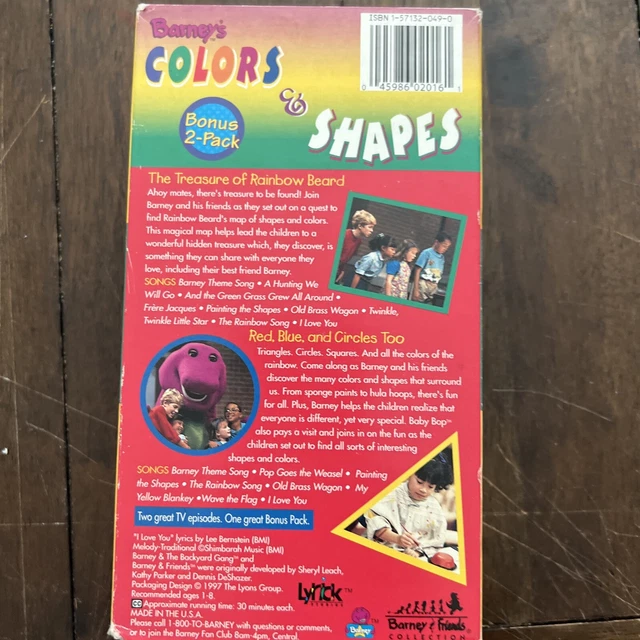 ISBN 1-57132-049-0
Barney's
COLORS
&
SHAPES
0 45986 02016 1
Bonus
2-Pack
The Treasure of Rainbow Beard
Ahoy mates, there's treasure to be found! Join
Barney and his friends as they set out on a quest to
find Rainbow Beard's map of shapes and colors.
This magical map helps lead the children to a
wonderful hidden treasure which, they discover, is
something they can share with everyone they
love, including their best friend Barney.
SONGS Barney Theme Song • A Hunting We
Will Go • And the Green Grass Grew All Around •
Frère Jacques • Painting the Shapes • Old Brass Wagon • Twinkle,
Twinkle Little Star • The Rainbow Song • I Love You
Red, Blue, and Circles Too
Triangles. Circles. Squares. And all the colors of the
rainbow. Come along as Barney and his friends
discover the many colors and shapes that surround
us. From sponge paints to hula hoops, there's fun
for all. Plus, Barney helps the children realize that
everyone is different, yet very special. Baby Bop™
also pays a visit and joins in on the fun as the
children set out to find all sorts of interesting
shapes and colors.
SONGS Barney Theme Song • Pop Goes the Weasel • Painting
the Shapes • The Rainbow Song • Old Brass Wagon • My
Yellow Blankey • Wave the Flag • I Love You
Two great TV episodes. One great Bonus Pack.
"I Love You" lyrics by Lee Bernstein (BMI)
Melody-Traditional ©Shimbarah Music (BMI)
Barney & The Backyard Gang™ and
Barney & Friends™ were originally developed by Sheryl Leach,
Kathy Parker and Dennis DeShazer.
Packaging Design © 1997 The Lyons Group.
Recommended ages 1-8.
CC Approximate running time: 30 minutes each.
MADE IN THE U.S.A.
Please call 1-800-TO-BARNEY with questions or comments,
or to join the Barney Fan Club 8am-4pm, Central.
Lyrick™
STUDIOS
Barney™
Barney & Friends
COLLECTION